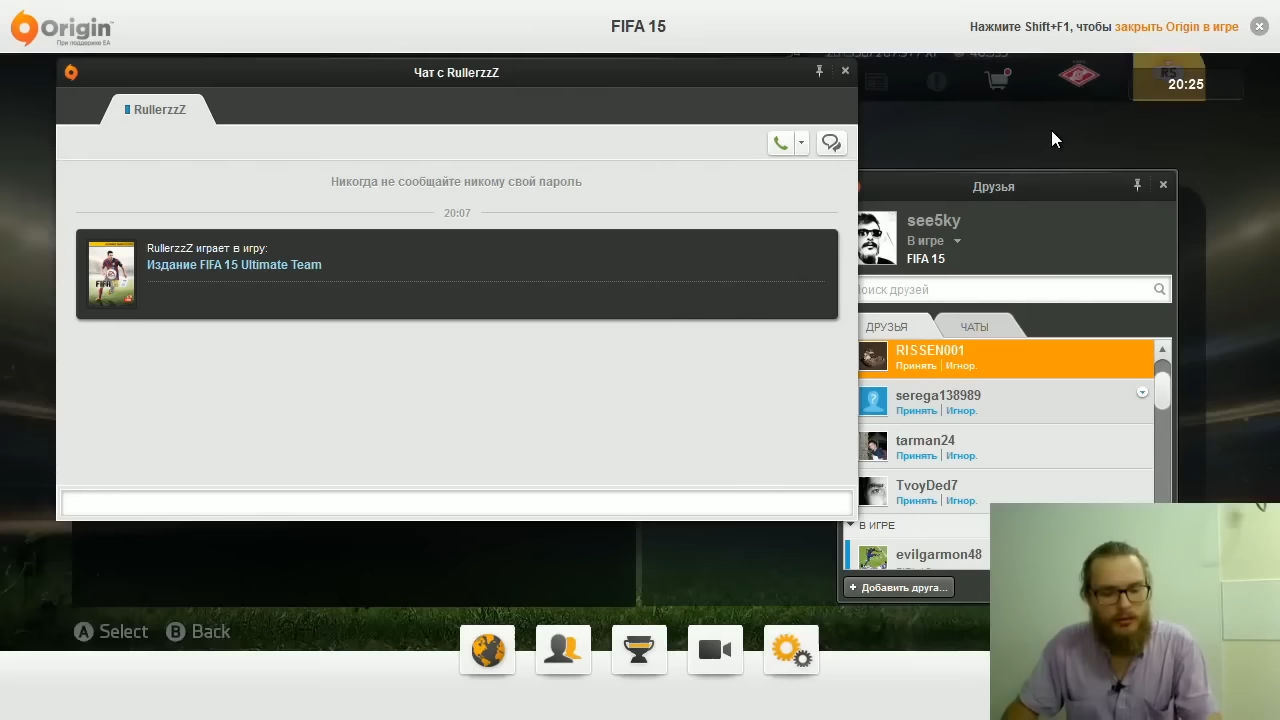 Origin
При поддержке EA
FIFA 15
Нажмите Shift+F1, чтобы закрыть Origin в игре
Чат с RullerzzZ
RullerzzZ
20:25
Никогда не сообщайте никому свой пароль
20:07
RullerzzZ играет в игру:
Издание FIFA 15 Ultimate Team
Друзья
see5ky
В игре
FIFA 15
поиск друзей
ДРУЗЬЯ
ЧАТЫ
RISSEN001
Принять | Игнор.
serega138989
Принять | Игнор.
tarman24
Принять | Игнор.
TvoyDed7
Принять | Игнор.
В ИГРЕ
evilgarmon48
+ Добавить друга...
A Select B Back